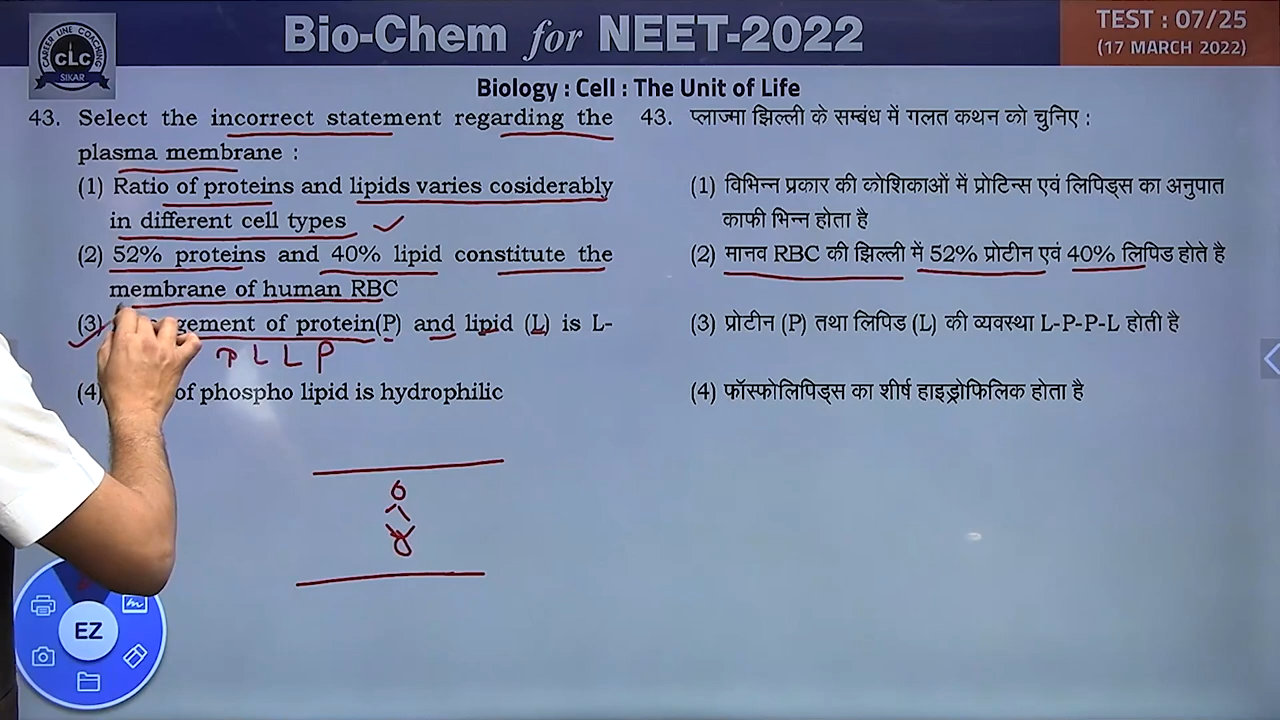 CAREER LINE COACHING
CLC
SIKAR
Bio-Chem for NEET-2022
TEST : 07/25
(17 MARCH 2022)
Biology : Cell : The Unit of Life
43. Select the incorrect statement regarding the
plasma membrane :
(1) Ratio of proteins and lipids varies cosiderably
in different cell types
(2) 52% proteins and 40% lipid constitute the
membrane of human RBC
(3) gement of protein(P) and lipid (L) is L-
P L L P
(4) of phospho lipid is hydrophilic
43. प्लाज्मा झिल्ली के सम्बंध में गलत कथन को चुनिए :
(1) विभिन्न प्रकार की कोशिकाओं में प्रोटिन्स एवं लिपिड्स का अनुपात
काफी भिन्न होता है
(2) मानव RBC की झिल्ली में 52% प्रोटीन एवं 40% लिपिड होते है
(3) प्रोटीन (P) तथा लिपिड (L) की व्यवस्था L-P-P-L होती है
(4) फॉस्फोलिपिड्स का शीर्ष हाइड्रोफिलिक होता है
EZ